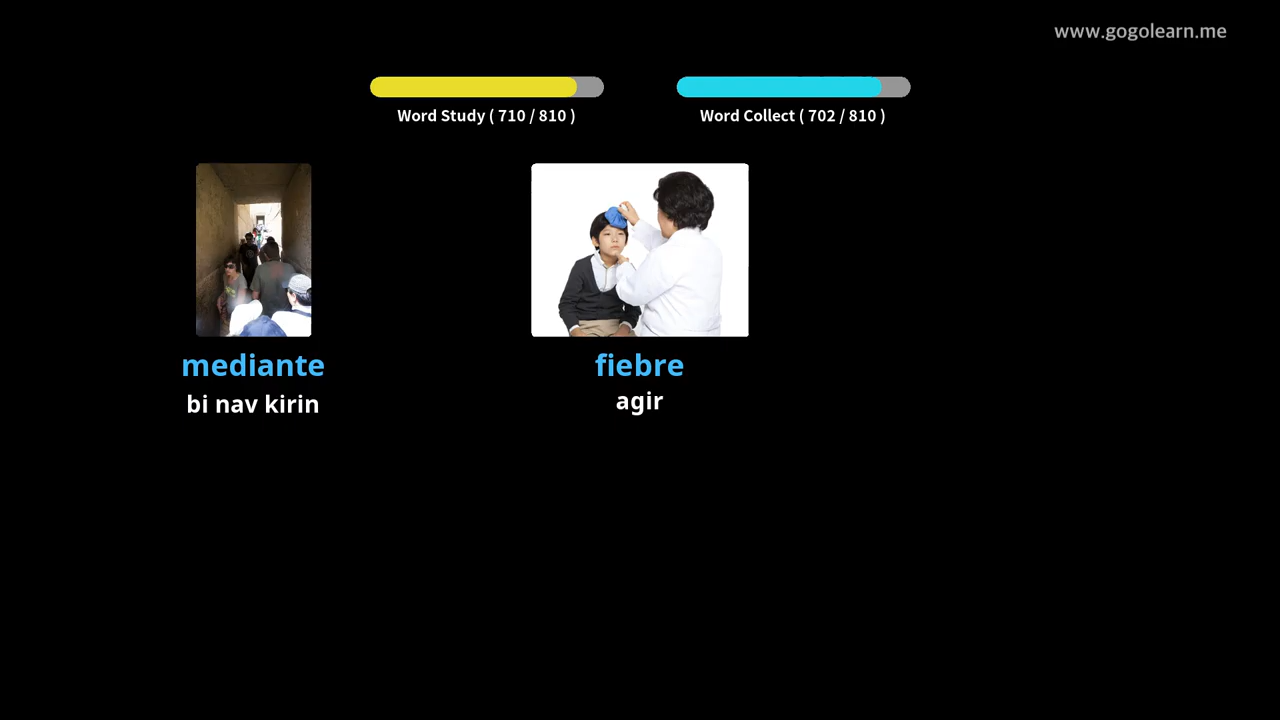 www.gogolearn.me
Word Study ( 710 / 810 )
Word Collect ( 702 / 810 )
mediante
bi nav kirin
fiebre
agir